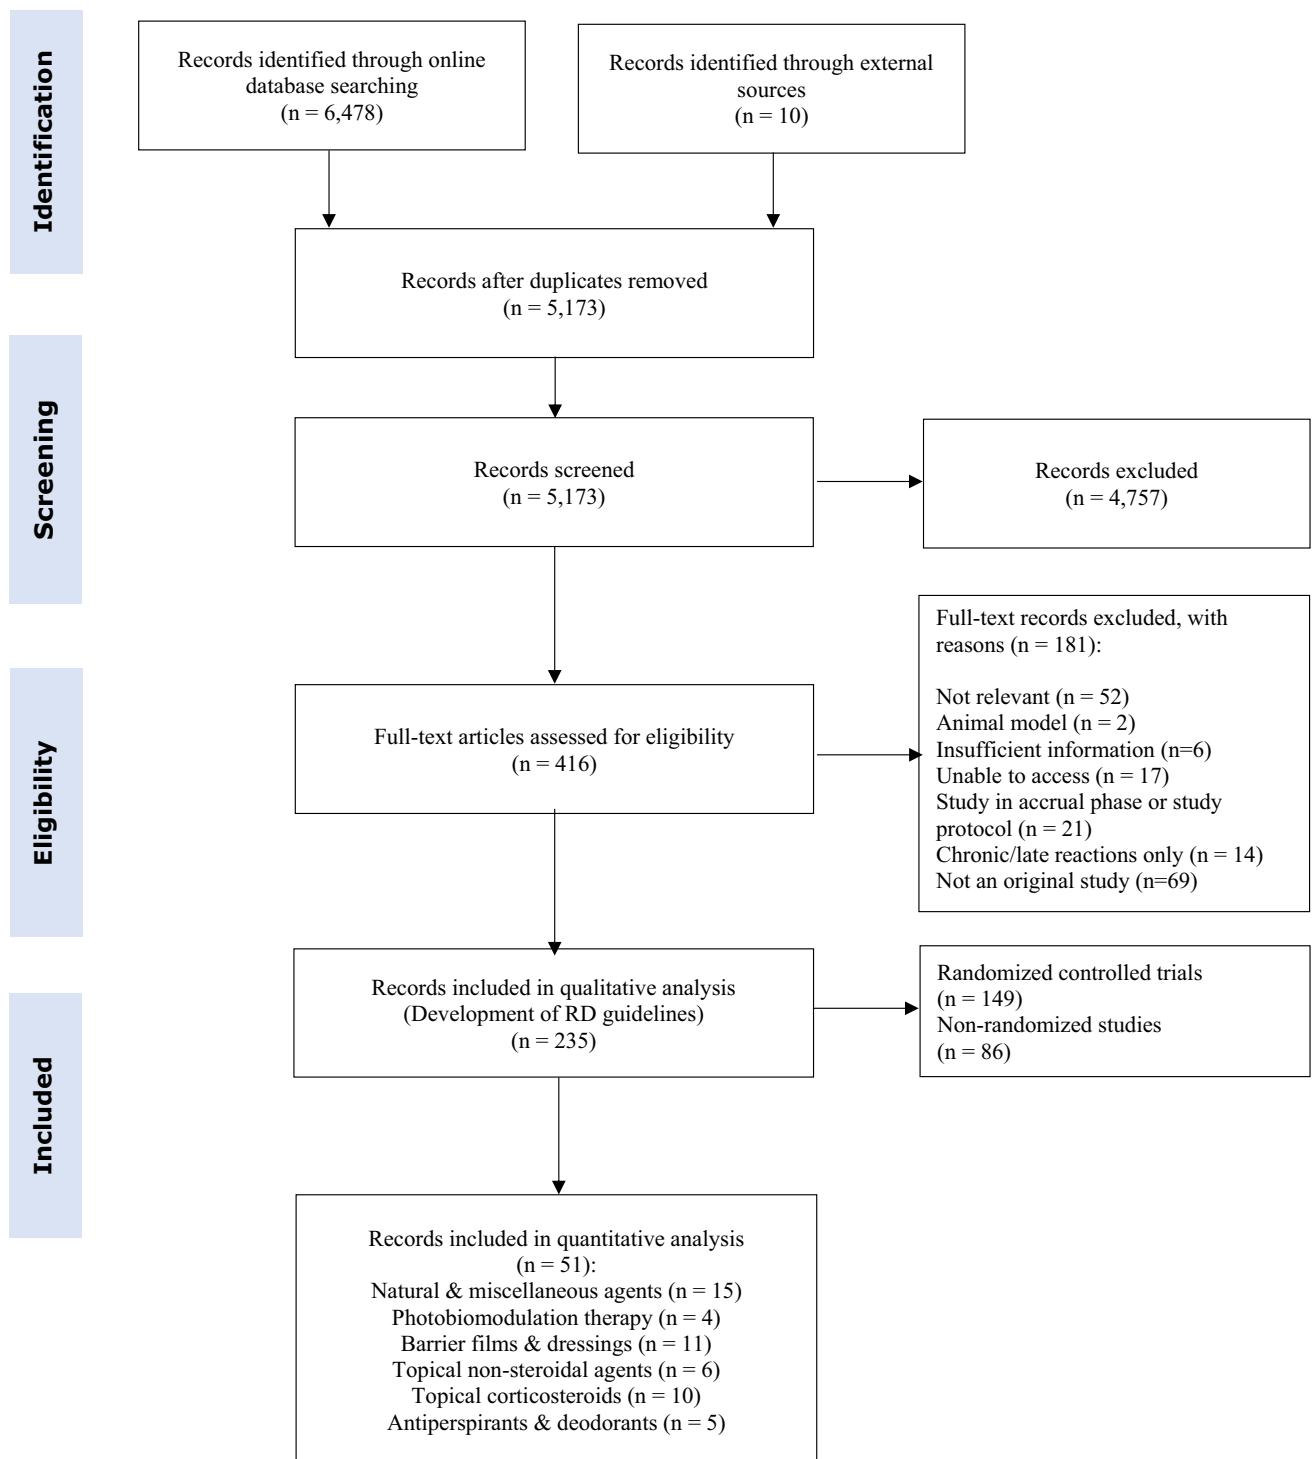 Identification
Records identified through online
database searching
(n = 6,478)
Records identified through external
sources
(n = 10)
Records after duplicates removed
(n = 5,173)
Screening
Records screened
(n = 5,173)
Records excluded
(n = 4,757)
Eligibility
Full-text articles assessed for eligibility
(n = 416)
Full-text records excluded, with
reasons (n = 181):
Not relevant (n = 52)
Animal model (n = 2)
Insufficient information (n=6)
Unable to access (n = 17)
Study in accrual phase or study
protocol (n = 21)
Chronic/late reactions only (n = 14)
Not an original study (n=69)
Included
Records included in qualitative analysis
(Development of RD guidelines)
(n = 235)
Randomized controlled trials
(n = 149)
Non-randomized studies
(n = 86)
Records included in quantitative analysis
(n = 51):
Natural & miscellaneous agents (n = 15)
Photobiomodulation therapy (n = 4)
Barrier films & dressings (n = 11)
Topical non-steroidal agents (n = 6)
Topical corticosteroids (n = 10)
Antiperspirants & deodorants (n = 5)